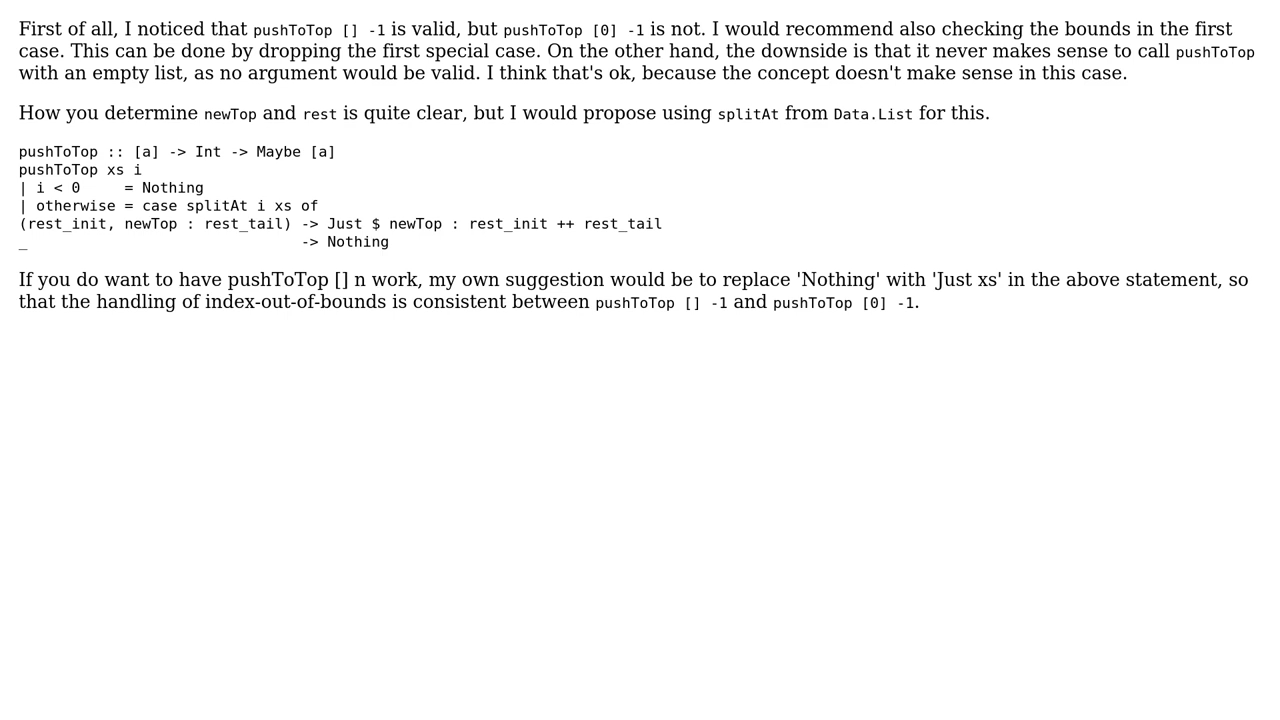 First of all, I noticed that pushToTop [] -1 is valid, but pushToTop [0] -1 is not. I would recommend also checking the bounds in the first
case. This can be done by dropping the first special case. On the other hand, the downside is that it never makes sense to call pushToTop
with an empty list, as no argument would be valid. I think that's ok, because the concept doesn't make sense in this case.
How you determine newTop and rest is quite clear, but I would propose using splitAt from Data.List for this.
pushToTop :: [a] -> Int -> Maybe [a]
pushToTop xs i
| i < 0     = Nothing
| otherwise = case splitAt i xs of
(rest_init, newTop : rest_tail) -> Just $ newTop : rest_init ++ rest_tail
_                               -> Nothing
If you do want to have pushToTop [] n work, my own suggestion would be to replace 'Nothing' with 'Just xs' in the above statement, so
that the handling of index-out-of-bounds is consistent between pushToTop [] -1 and pushToTop [0] -1.